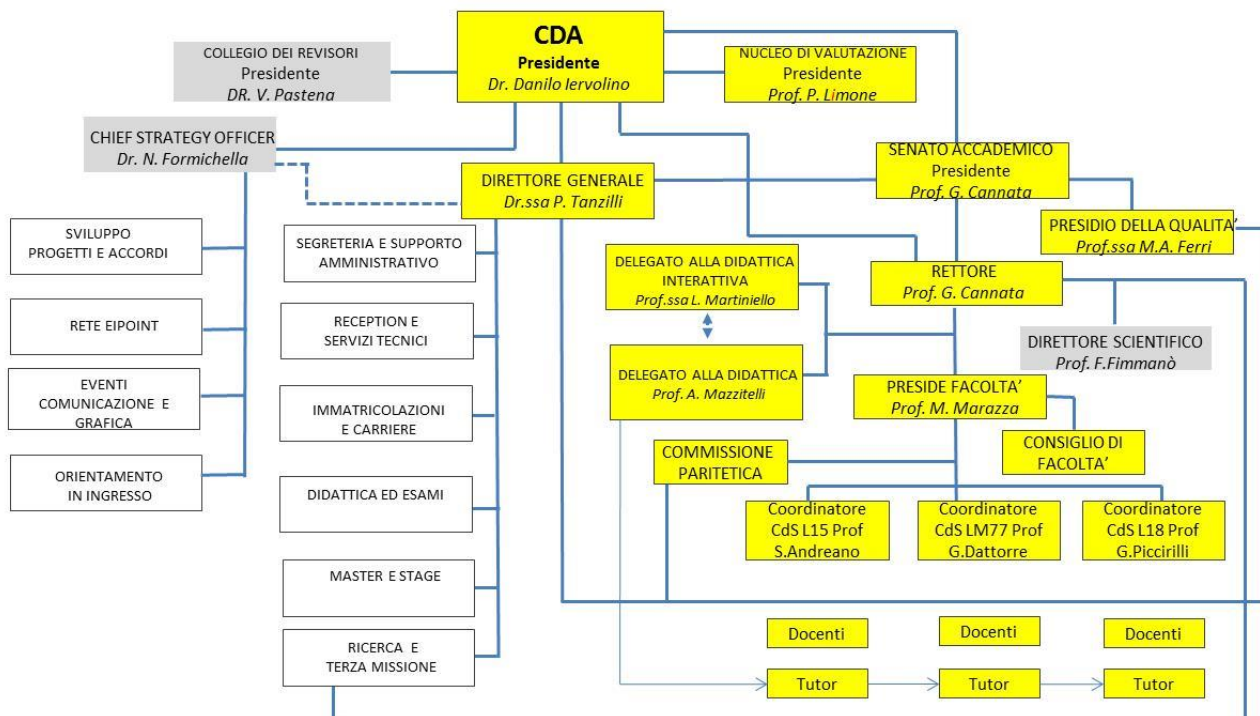 CDA
Presidente
Dr. Danilo Iervolino
COLLEGIO DEI REVISORI
Presidente
DR. V. Pastena
NUCLEO DI VALUTAZIONE
Presidente
Prof. P. Limone
CHIEF STRATEGY OFFICER
Dr. N. Formichella
SENATO ACCADEMICO
Presidente
Prof. G. Cannata
DIRETTORE GENERALE
Dr.ssa P. Tanzilli
PRESIDIO DELLA QUALITA’
Prof.ssa M.A. Ferri
SVILUPPO
PROGETTI E ACCORDI
RETE EIPOINT
EVENTI
COMUNICAZIONE E
GRAFICA
ORIENTAMENTO
IN INGRESSO
SEGRETERIA E SUPPORTO
AMMINISTRATIVO
RECEPTION E
SERVIZI TECNICI
IMMATRICOLAZIONI
E CARRIERE
DIDATTICA ED ESAMI
MASTER E STAGE
RICERCA E
TERZA MISSIONE
DELEGATO ALLA DIDATTICA
INTERATTIVA
Prof.ssa L. Martiniello
DELEGATO ALLA DIDATTICA
Prof. A. Mazzitelli
RETTORE
Prof. G. Cannata
DIRETTORE SCIENTIFICO
Prof. F.Fimmanò
PRESIDE FACOLTA’
Prof. M. Marazza
CONSIGLIO DI
FACOLTA’
COMMISSIONE
PARITETICA
Coordinatore
CdS L15 Prof
S.Andreano
Coordinatore
CdS LM77 Prof
G.Dattorre
Coordinatore
CdS L18 Prof
G.Piccirilli
Docenti
Docenti
Docenti
Tutor
Tutor
Tutor